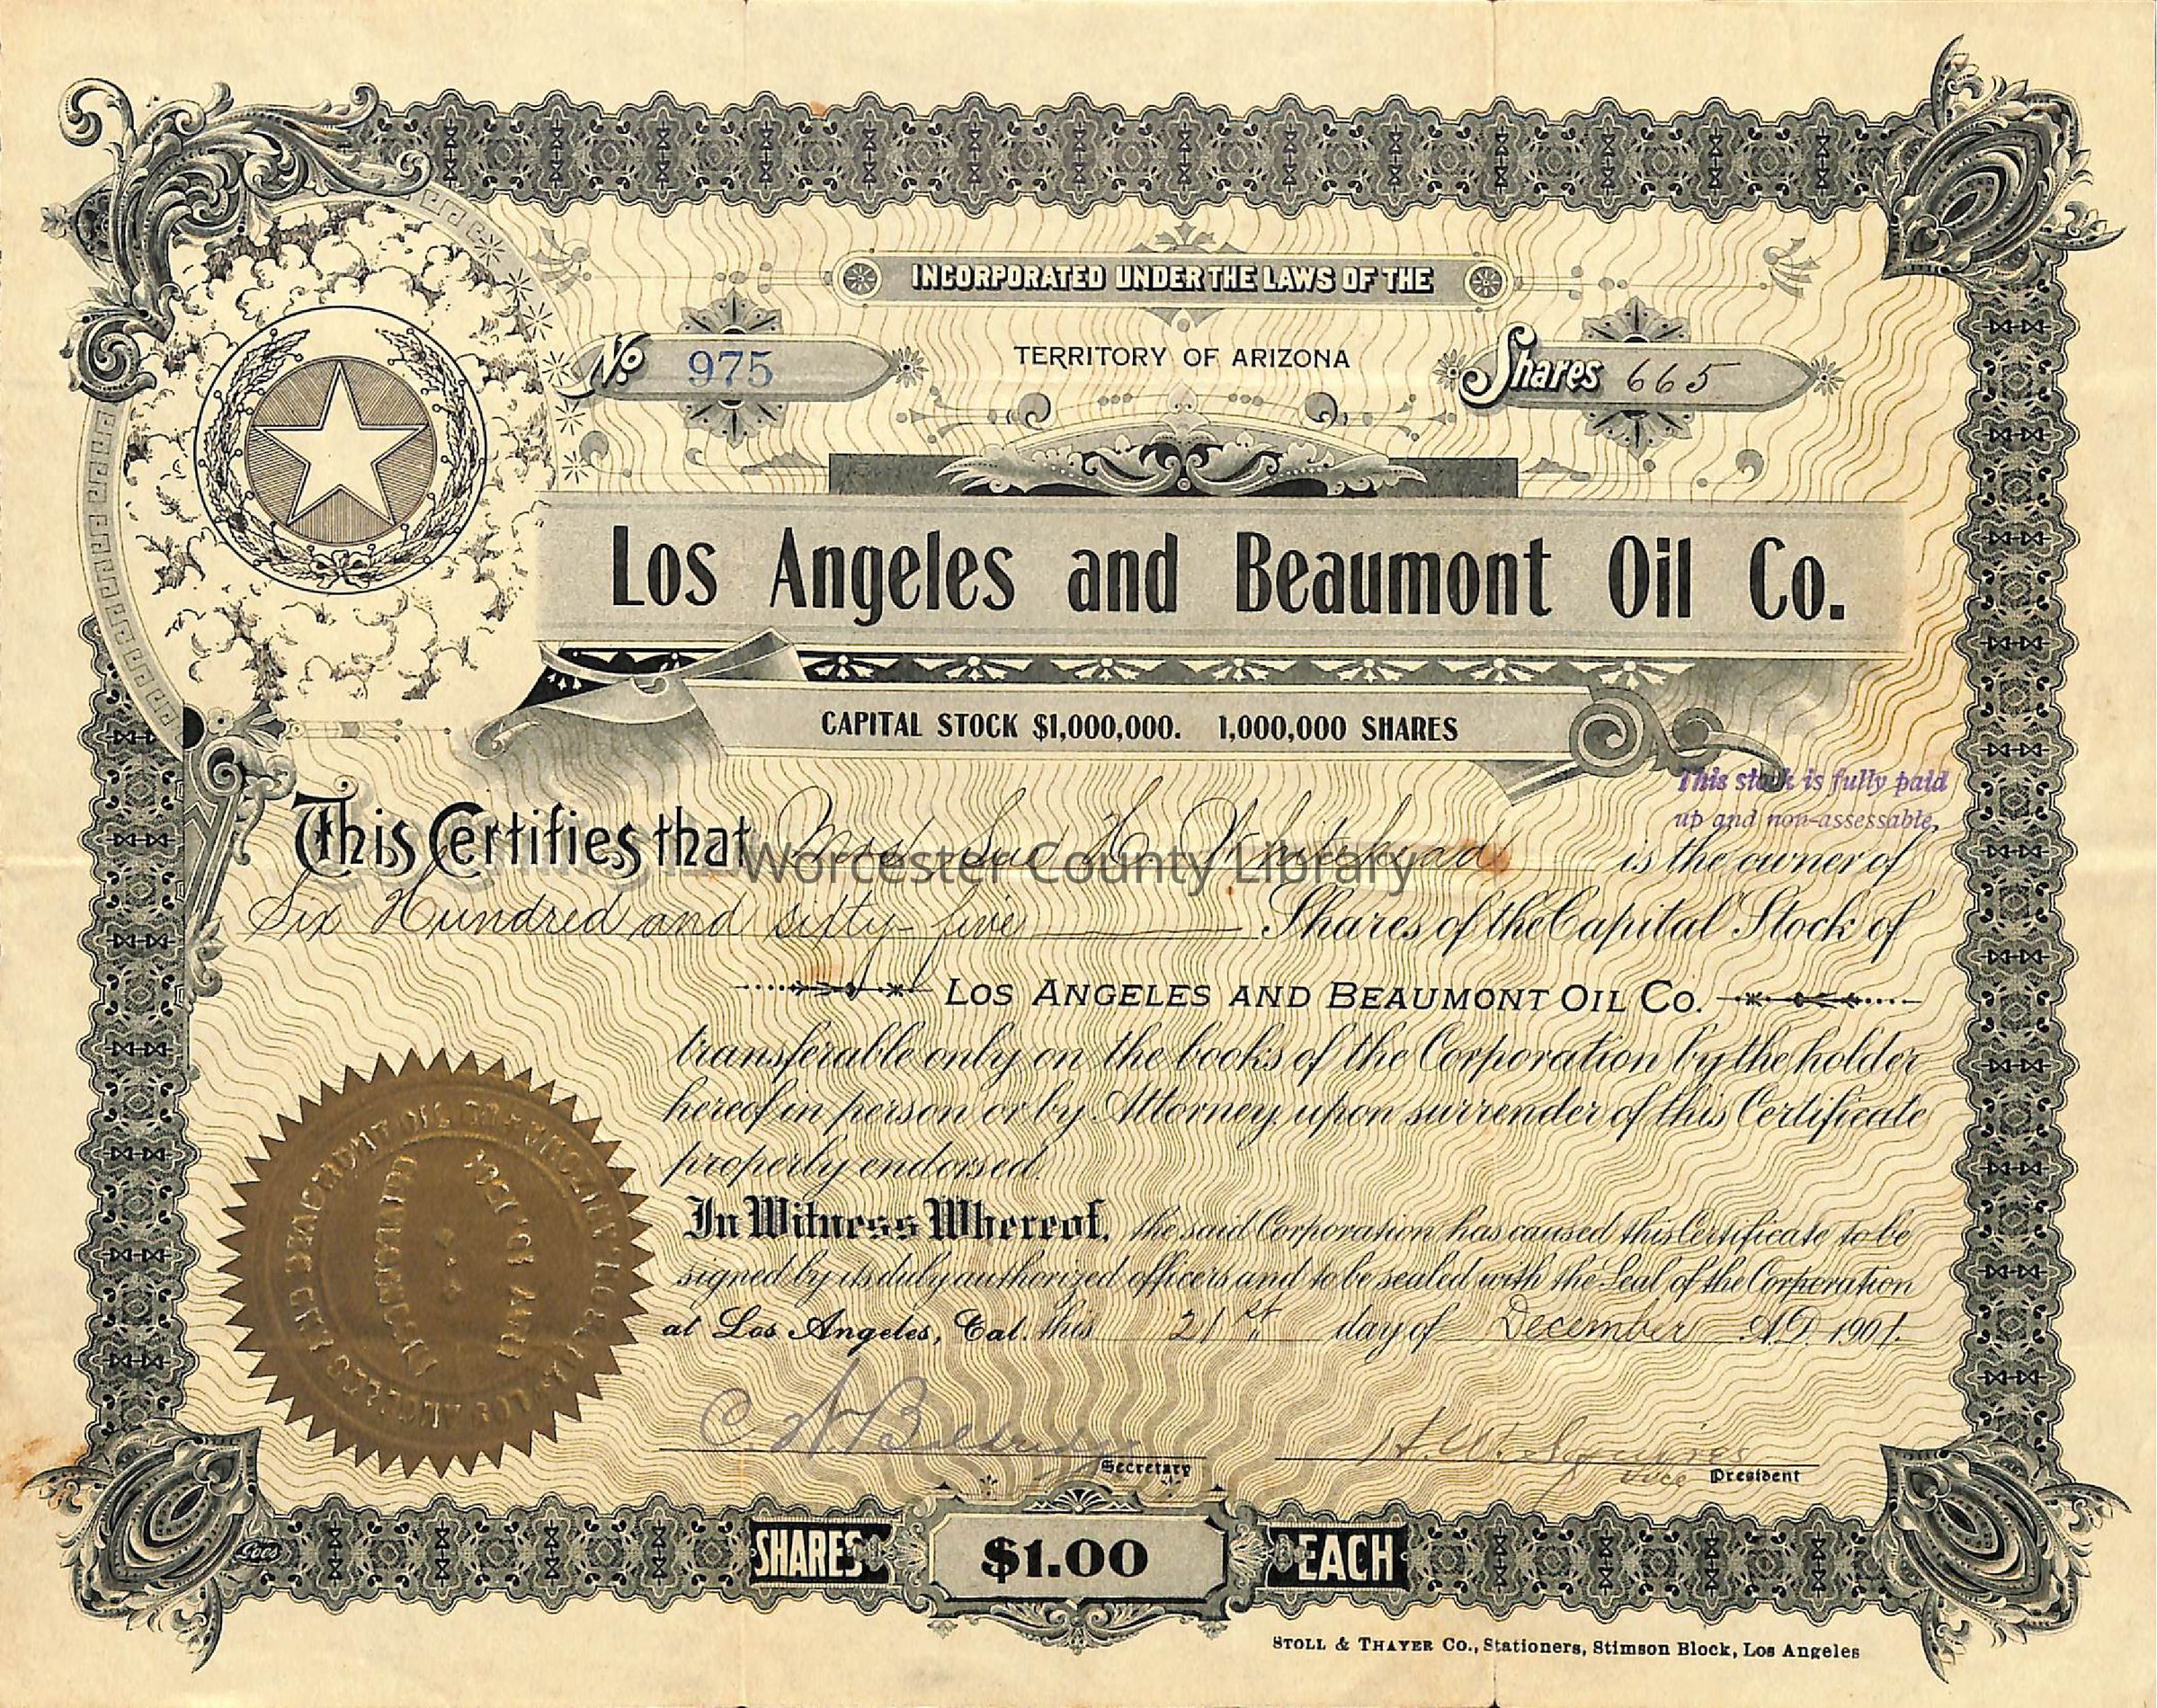 INCORPORATED UNDER THE LAWS OF THE
No. 975
TERRITORY OF ARIZONA
Shares 665
Los Angeles and Beaumont Oil Co.
CAPITAL STOCK $1,000,000. 1,000,000 SHARES
This stock is fully paid
up and non-assessable,
This Certifies that Mrs. Sue H. Whitehead is the owner of
Worcester County Library
Six Hundred and sixty-five Shares of the Capital Stock of
LOS ANGELES AND BEAUMONT OIL CO.
transferable only on the books of the Corporation by the holder
hereof in person or by Attorney, upon surrender of this Certificate
properly endorsed.
In Witness Whereof, the said Corporation has caused this Certificate to be
signed by its duly authorized officers and to be sealed with the Seal of the Corporation
at Los Angeles, Cal. this 21st day of December A.D. 1901.
C. W. Secretary
H. W. Squires Vice President
Goes
SHARES $1.00 EACH
STOLL & THAYER CO., Stationers, Stimson Block, Los Angeles